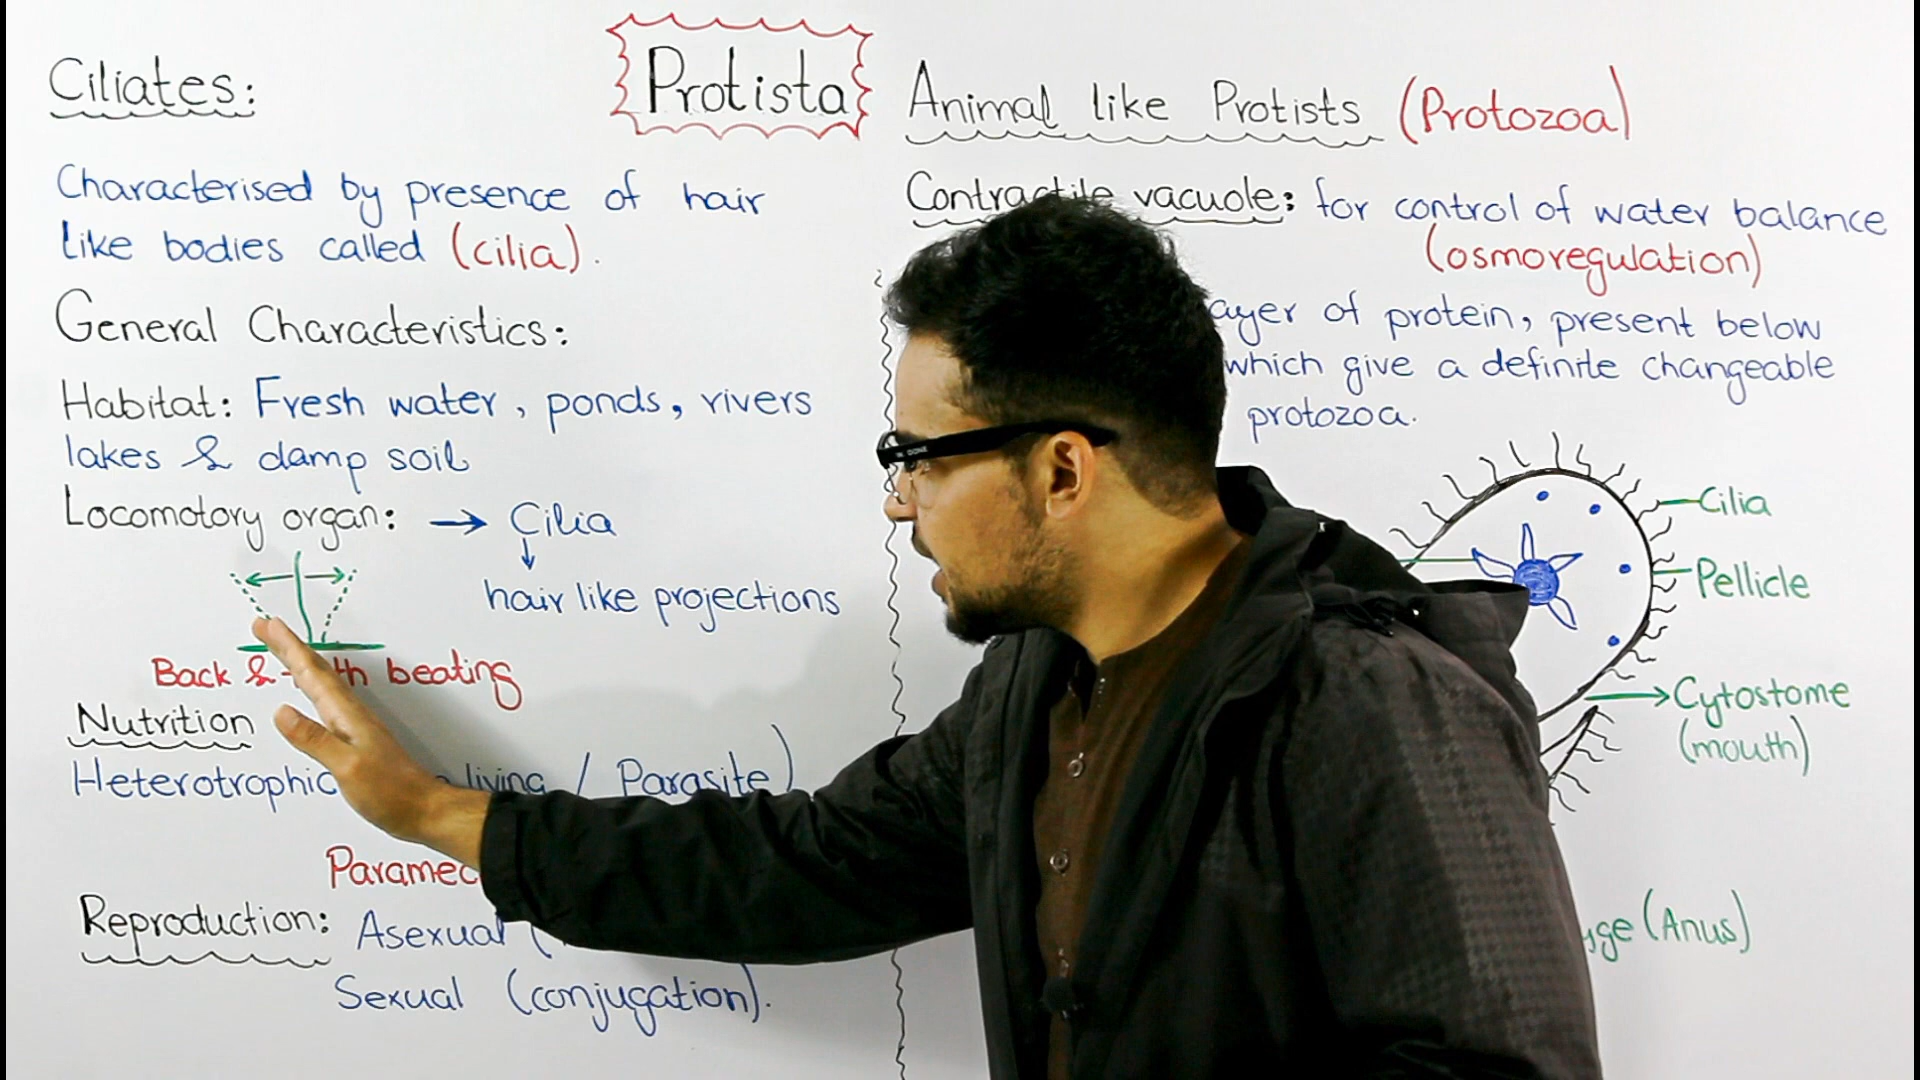 Ciliates:
Protista
Animal like Protists (Protozoa)
Characterised by presence of hair
like bodies called (cilia).
General Characteristics:
Habitat: Fresh water, ponds, rivers
lakes & damp soil
Locomotory organ: → Cilia
hair like projections
Back & beating
Nutrition
Heterotrophic living / Parasite)
Reproduction: Asexual (
Sexual (conjugation).
Contractile vacuole: for control of water balance
(osmoregulation)
of protein, present below
which give a definite changeable
protozoa.
Cilia
Pellicle
Cytostome
(mouth)
(Anus)